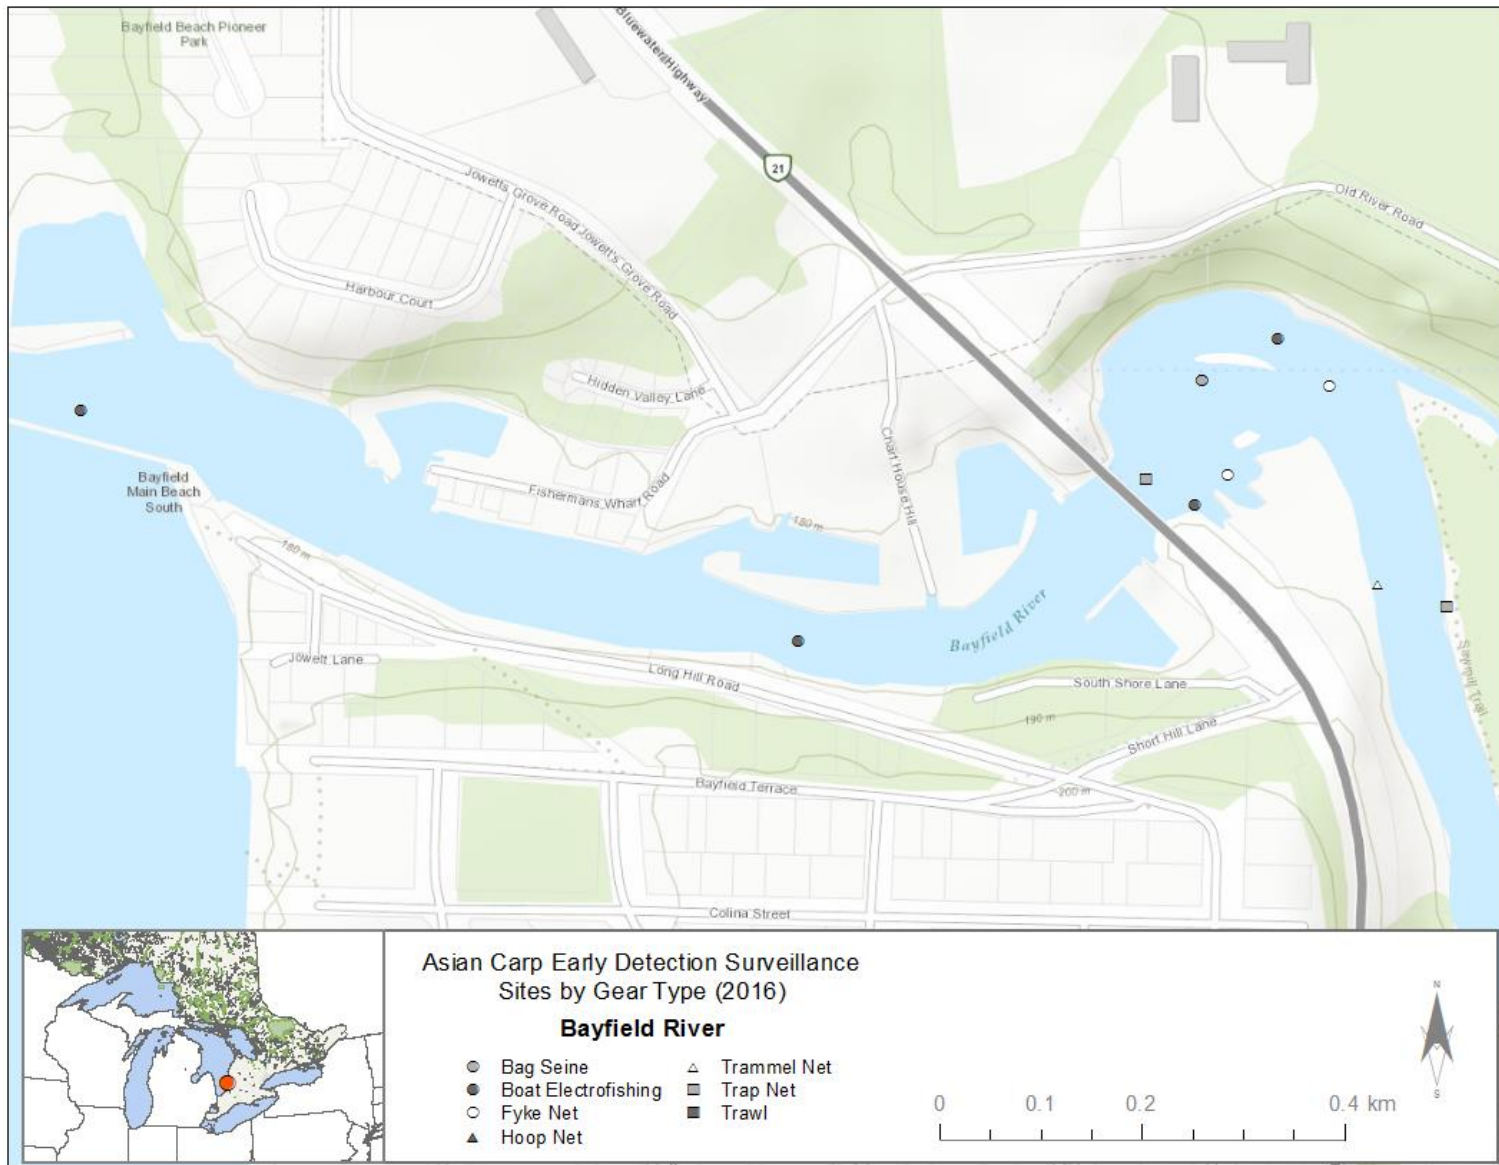 Bayfield Beach Pioneer
Park
Bluewater Highway
21
Jowetts Grove Road
Jowett's Grove Road
Old River Road
Harbour Court
Hidden Valley Lane
Chart House Hill
Bayfield
Main Beach
South
Fishermans Wharf Road
180 m
180 m
Bayfield River
Jowett Lane
Long Hill Road
South Shore Lane
Sawmill Trail
190 m
Short Hill Lane
Bayfield Terrace
200 m
Colina Street
Asian Carp Early Detection Surveillance
Sites by Gear Type (2016)
Bayfield River
Bag Seine
Boat Electrofishing
Fyke Net
Hoop Net
Trammel Net
Trap Net
Trawl
0 0.1 0.2 0.4 km
N
S